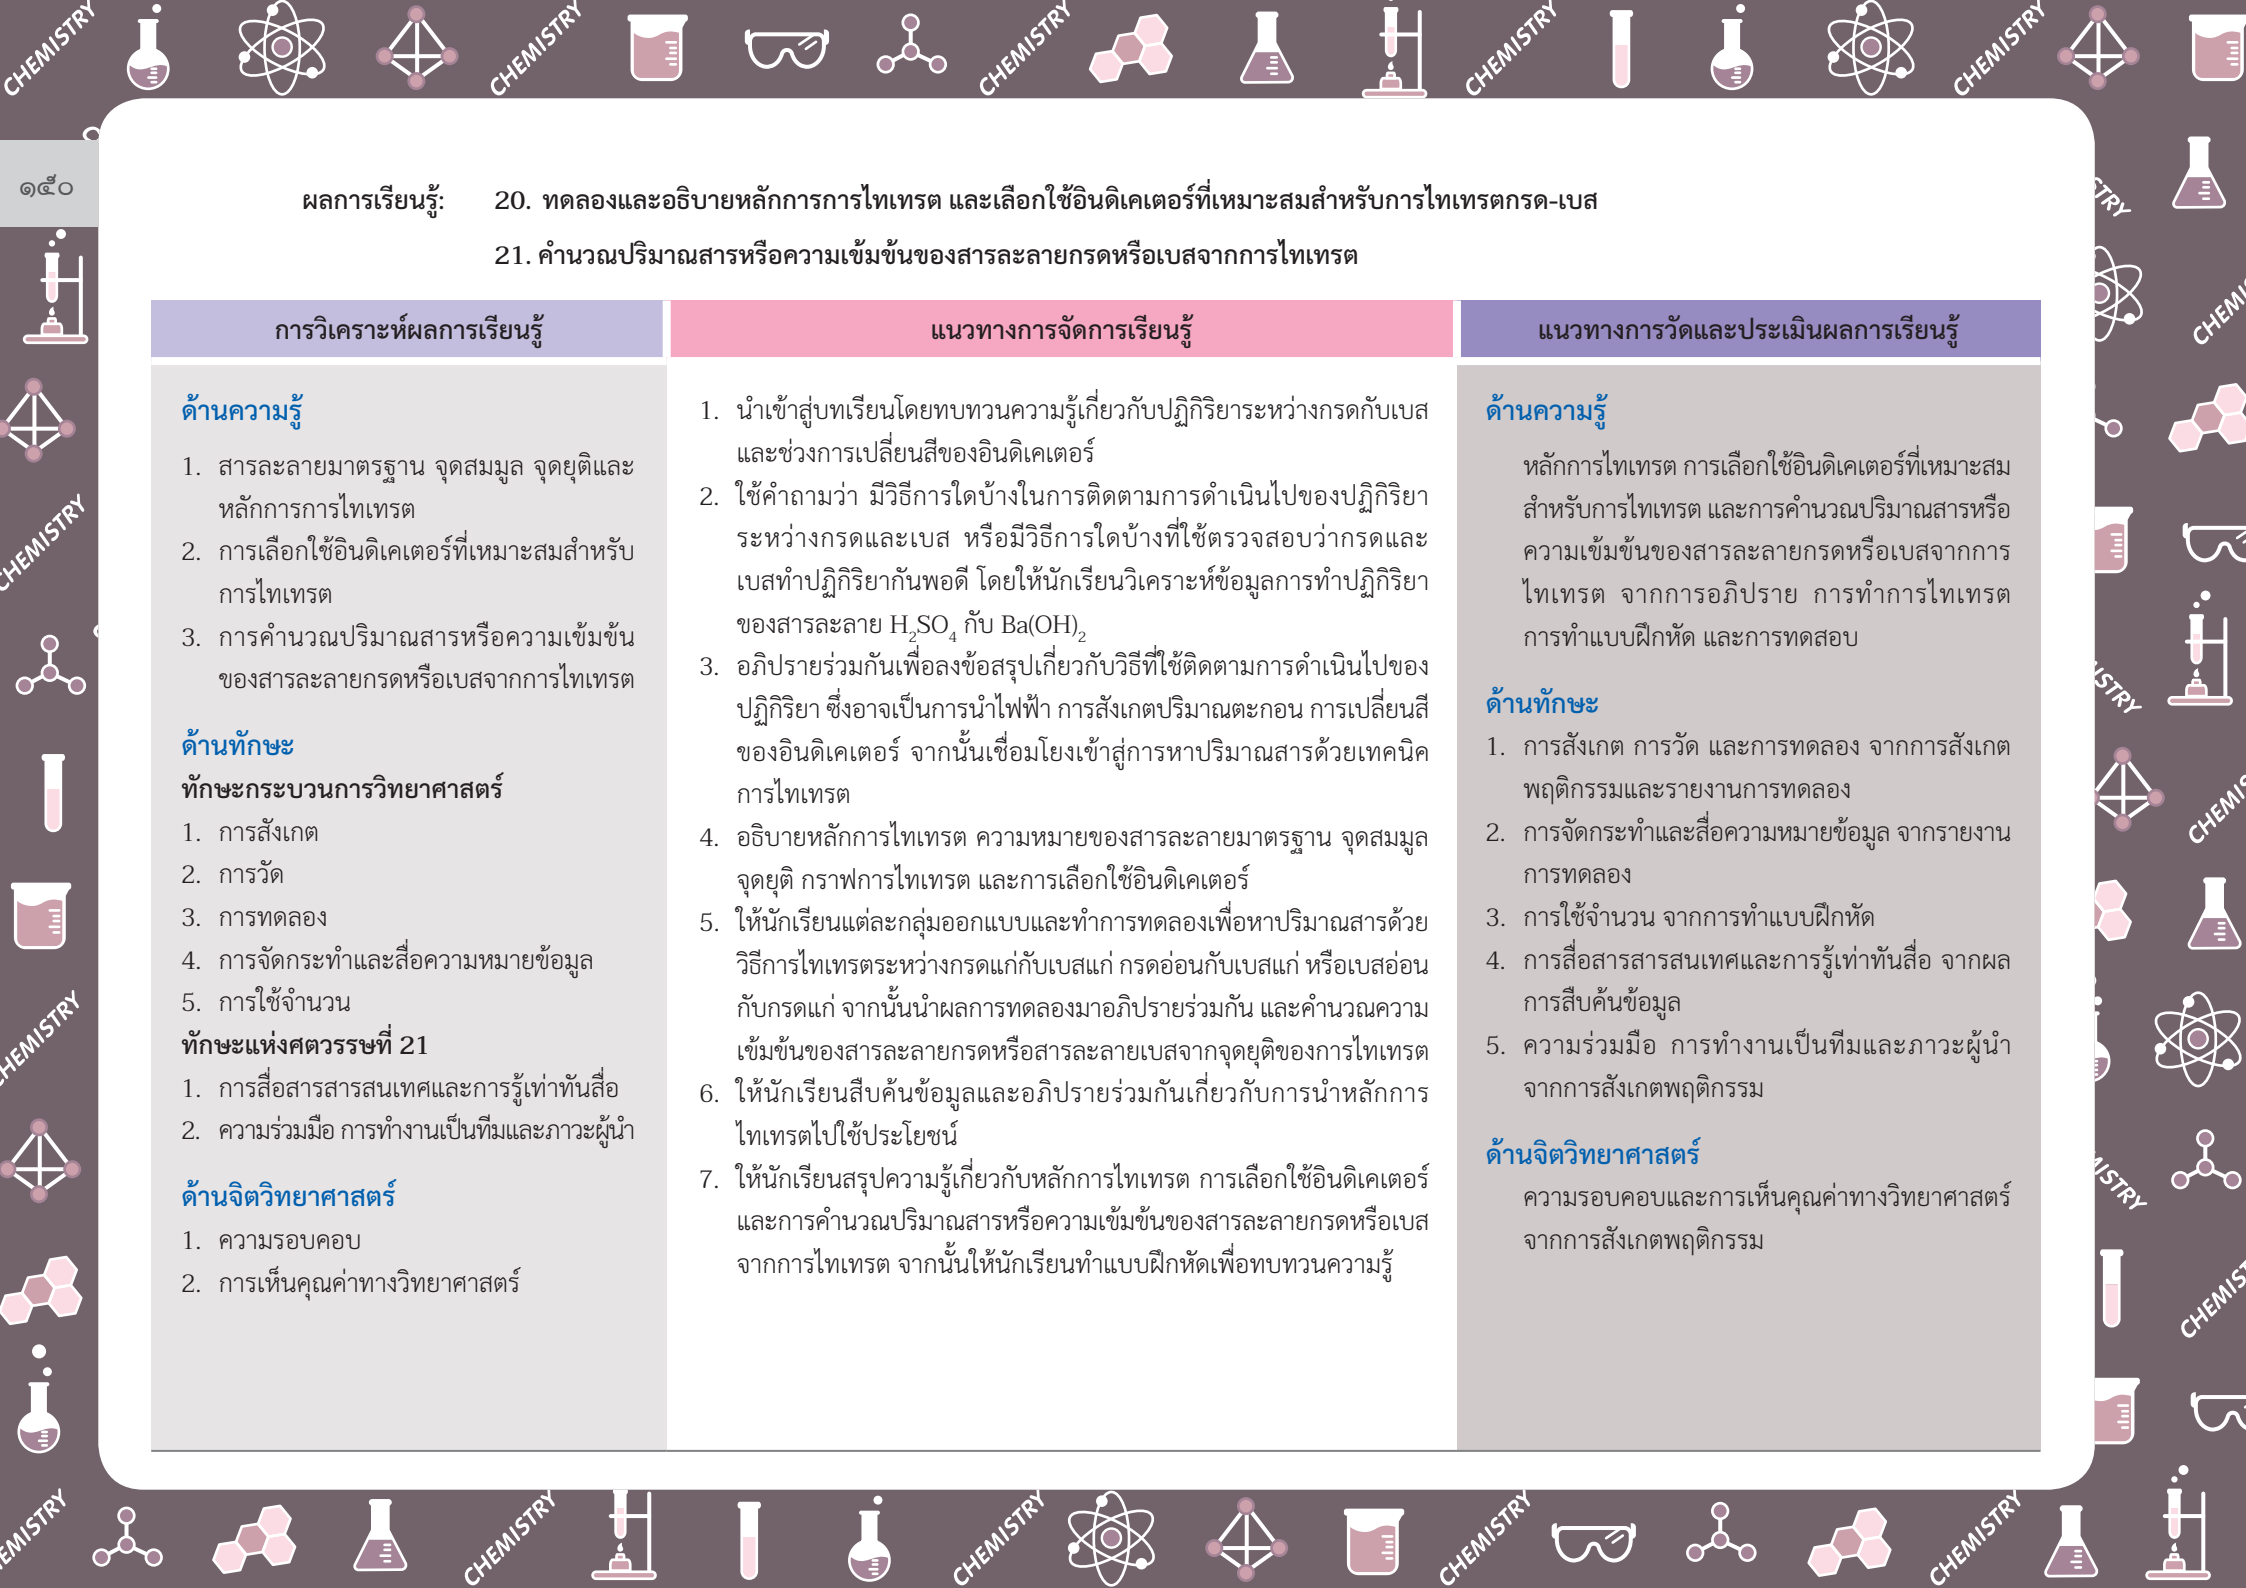 CHEMISTRY CHEMISTRY CHEMISTRY CHEMISTRY CHEMISTRY
๑๕๐
ผลการเรียนรู้: 20. ทดลองและอธิบายหลักการการไทเทรต และเลือกใช้อินดิเคเตอร์ที่เหมาะสมสำหรับการไทเทรตกรด-เบส
21. คำนวณปริมาณสารหรือความเข้มข้นของสารละลายกรดหรือเบสจากการไทเทรต
การวิเคราะห์ผลการเรียนรู้
ด้านความรู้
1. สารละลายมาตรฐาน จุดสมมูล จุดยุติและ
หลักการการไทเทรต
2. การเลือกใช้อินดิเคเตอร์ที่เหมาะสมสำหรับ
การไทเทรต
3. การคำนวณปริมาณสารหรือความเข้มข้น
ของสารละลายกรดหรือเบสจากการไทเทรต
ด้านทักษะ
ทักษะกระบวนการวิทยาศาสตร์
1. การสังเกต
2. การวัด
3. การทดลอง
4. การจัดกระทำและสื่อความหมายข้อมูล
5. การใช้จำนวน
ทักษะแห่งศตวรรษที่ 21
1. การสื่อสารสารสนเทศและการรู้เท่าทันสื่อ
2. ความร่วมมือ การทำงานเป็นทีมและภาวะผู้นำ
ด้านจิตวิทยาศาสตร์
1. ความรอบคอบ
2. การเห็นคุณค่าทางวิทยาศาสตร์
แนวทางการจัดการเรียนรู้
1. นำเข้าสู่บทเรียนโดยทบทวนความรู้เกี่ยวกับปฏิกิริยาระหว่างกรดกับเบส
และช่วงการเปลี่ยนสีของอินดิเคเตอร์
2. ใช้คำถามว่า มีวิธีการใดบ้างในการติดตามการดำเนินไปของปฏิกิริยา
ระหว่างกรดและเบส หรือมีวิธีการใดบ้างที่ใช้ตรวจสอบว่ากรดและ
เบสทำปฏิกิริยากันพอดี โดยให้นักเรียนวิเคราะห์ข้อมูลการทำปฏิกิริยา
ของสารละลาย H₂SO₄ กับ Ba(OH)₂
3. อภิปรายร่วมกันเพื่อลงข้อสรุปเกี่ยวกับวิธีที่ใช้ติดตามการดำเนินไปของ
ปฏิกิริยา ซึ่งอาจเป็นการนำไฟฟ้า การสังเกตปริมาณตะกอน การเปลี่ยนสี
ของอินดิเคเตอร์ จากนั้นเชื่อมโยงเข้าสู่การหาปริมาณสารด้วยเทคนิค
การไทเทรต
4. อธิบายหลักการไทเทรต ความหมายของสารละลายมาตรฐาน จุดสมมูล
จุดยุติ กราฟการไทเทรต และการเลือกใช้อินดิเคเตอร์
5. ให้นักเรียนแต่ละกลุ่มออกแบบและทำการทดลองเพื่อหาปริมาณสารด้วย
วิธีการไทเทรตระหว่างกรดแก่กับเบสแก่ กรดอ่อนกับเบสแก่ หรือเบสอ่อน
กับกรดแก่ จากนั้นนำผลการทดลองมาอภิปรายร่วมกัน และคำนวณความ
เข้มข้นของสารละลายกรดหรือสารละลายเบสจากจุดยุติของการไทเทรต
6. ให้นักเรียนสืบค้นข้อมูลและอภิปรายร่วมกันเกี่ยวกับการนำหลักการ
ไทเทรตไปใช้ประโยชน์
7. ให้นักเรียนสรุปความรู้เกี่ยวกับหลักการไทเทรต การเลือกใช้อินดิเคเตอร์
และการคำนวณปริมาณสารหรือความเข้มข้นของสารละลายกรดหรือเบส
จากการไทเทรต จากนั้นให้นักเรียนทำแบบฝึกหัดเพื่อทบทวนความรู้
แนวทางการวัดและประเมินผลการเรียนรู้
ด้านความรู้
หลักการไทเทรต การเลือกใช้อินดิเคเตอร์ที่เหมาะสม
สำหรับการไทเทรต และการคำนวณปริมาณสารหรือ
ความเข้มข้นของสารละลายกรดหรือเบสจากการ
ไทเทรต จากการอภิปราย การทำการไทเทรต
การทำแบบฝึกหัด และการทดสอบ
ด้านทักษะ
1. การสังเกต การวัด และการทดลอง จากการสังเกต
พฤติกรรมและรายงานการทดลอง
2. การจัดกระทำและสื่อความหมายข้อมูล จากรายงาน
การทดลอง
3. การใช้จำนวน จากการทำแบบฝึกหัด
4. การสื่อสารสารสนเทศและการรู้เท่าทันสื่อ จากผล
การสืบค้นข้อมูล
5. ความร่วมมือ การทำงานเป็นทีมและภาวะผู้นำ
จากการสังเกตพฤติกรรม
ด้านจิตวิทยาศาสตร์
ความรอบคอบและการเห็นคุณค่าทางวิทยาศาสตร์
จากการสังเกตพฤติกรรม
CHEMISTRY CHEMISTRY CHEMISTRY CHEMISTRY